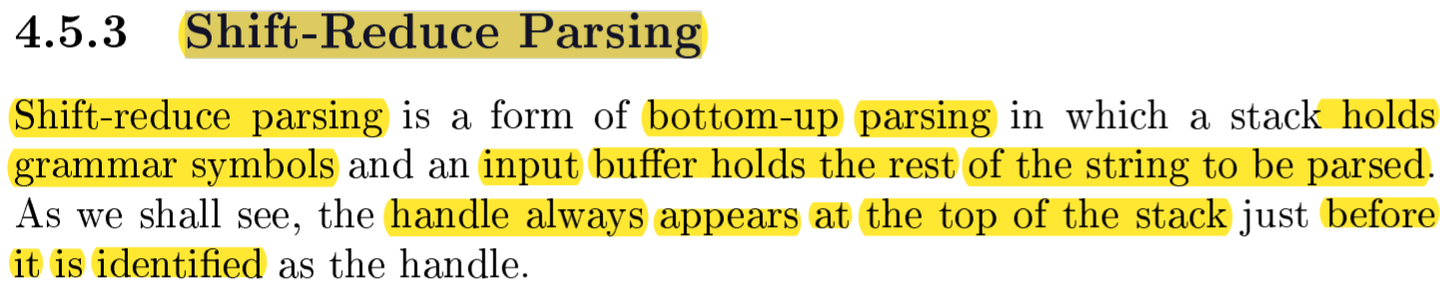 4.5.3 Shift-Reduce Parsing
Shift-reduce parsing is a form of bottom-up parsing in which a stack holds
grammar symbols and an input buffer holds the rest of the string to be parsed.
As we shall see, the handle always appears at the top of the stack just before
it is identified as the handle.